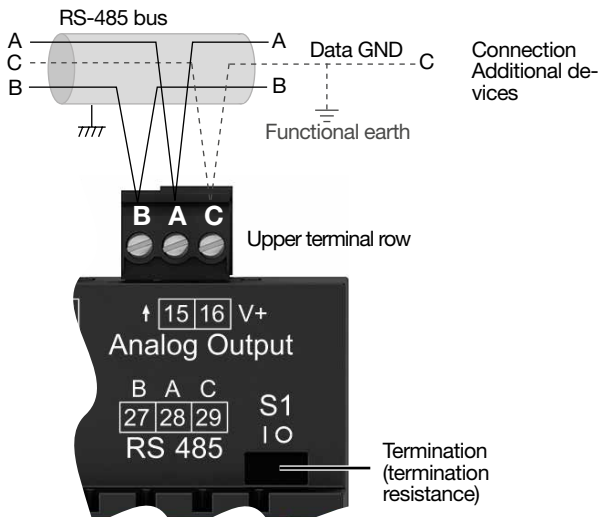 RS-485 bus
A
C
B
A
B
Data GND
C
Connection
Additional de-
vices
Functional earth
B A C
Upper terminal row
15 16 V+
Analog Output
B A C
27 28 29
RS 485
S1
I O
Termination
(termination
resistance)